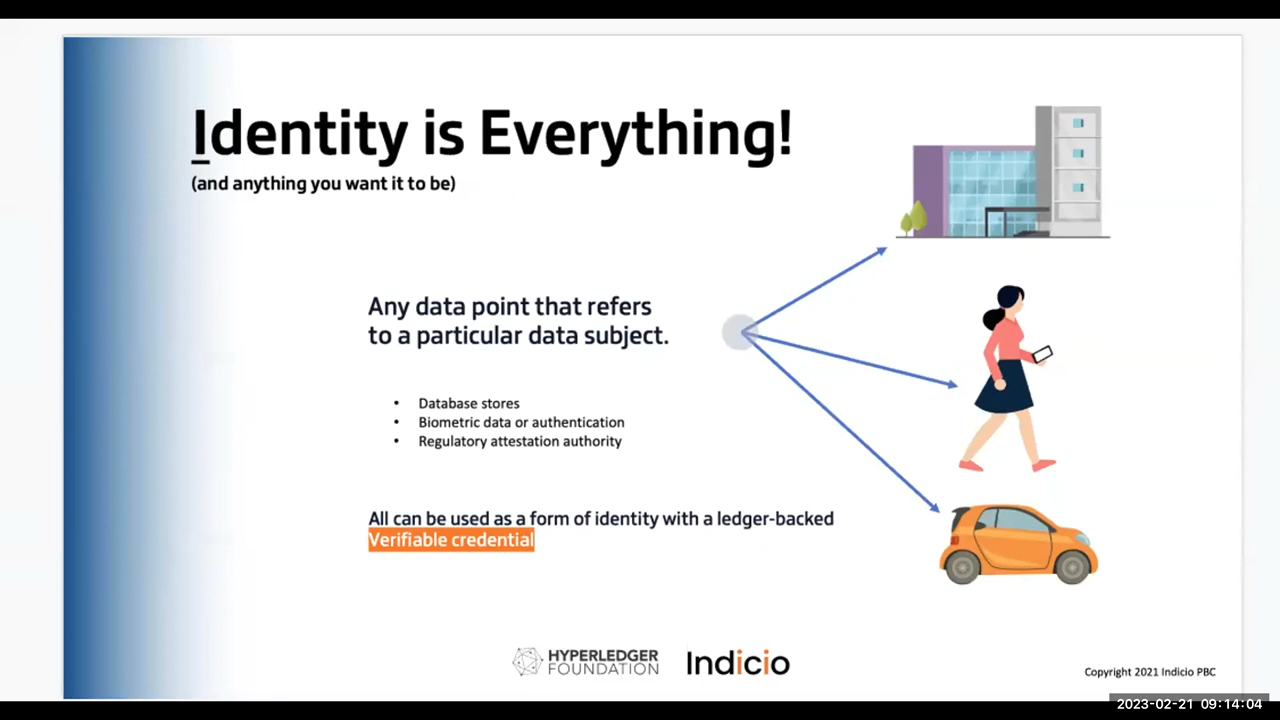 Identity is Everything!
(and anything you want it to be)
Any data point that refers
to a particular data subject.
• Database stores
• Biometric data or authentication
• Regulatory attestation authority
All can be used as a form of identity with a ledger-backed
Verifiable credential
HYPERLEDGER
FOUNDATION
Indicio
Copyright 2021 Indicio PBC
2023-02-21 09:14:04